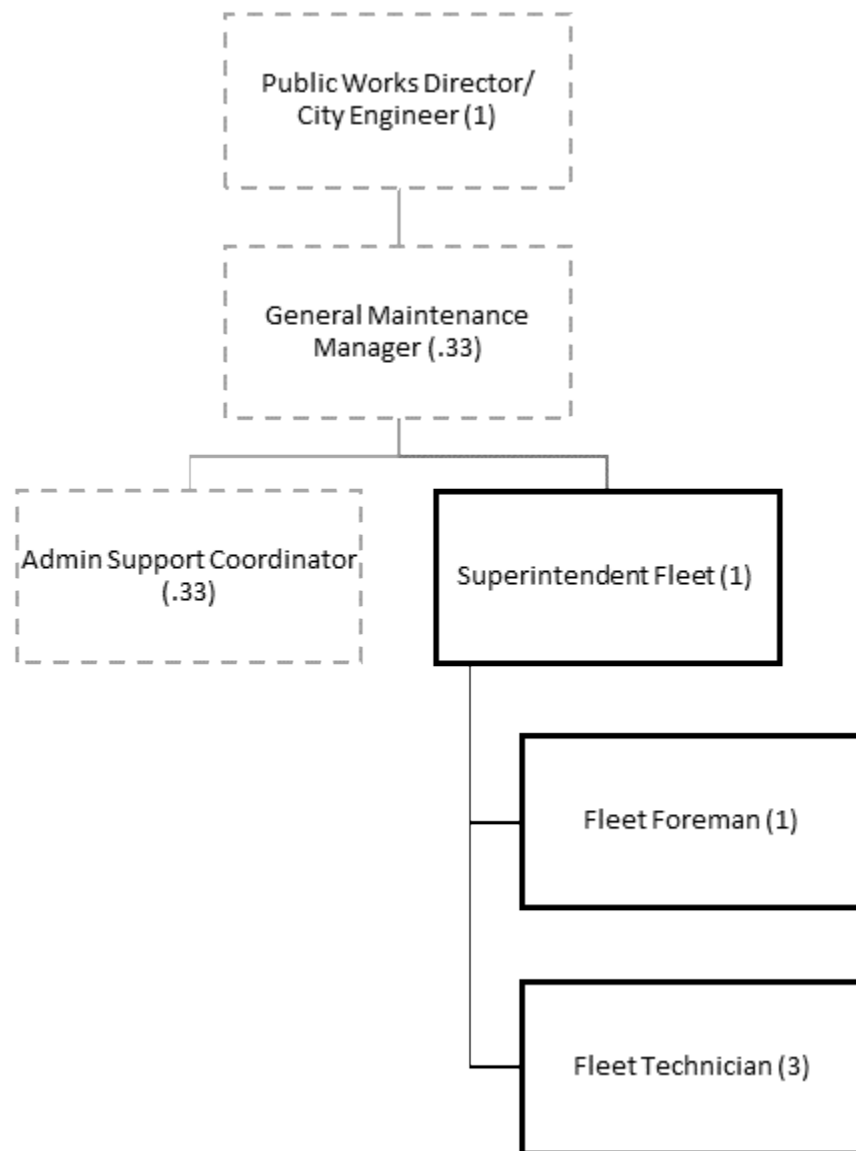 Public Works Director/
City Engineer (1)
General Maintenance
Manager (.33)
Admin Support Coordinator
(.33)
Superintendent Fleet (1)
Fleet Foreman (1)
Fleet Technician (3)